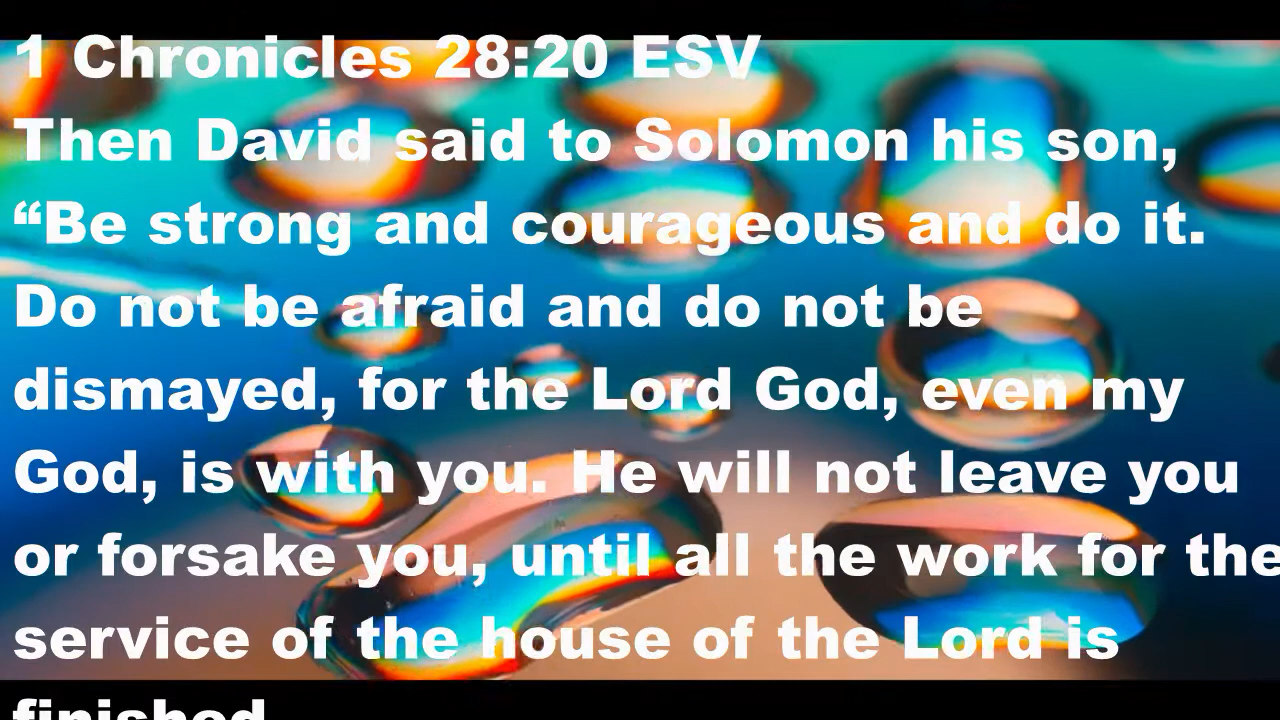 1 Chronicles 28:20 ESV
Then David said to Solomon his son,
“Be strong and courageous and do it.
Do not be afraid and do not be
dismayed, for the Lord God, even my
God, is with you. He will not leave you
or forsake you, until all the work for the
service of the house of the Lord is
finished